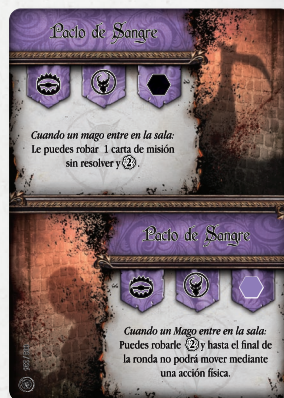 Pacto de Sangre
Cuando un mago entre en la sala:
Le puedes robar 1 carta de misión
sin resolver y 2.
Pacto de Sangre
Cuando un Mago entre en la sala:
Puedes robarle 2 y hasta el final de
la ronda no podrá mover mediante
una acción física.